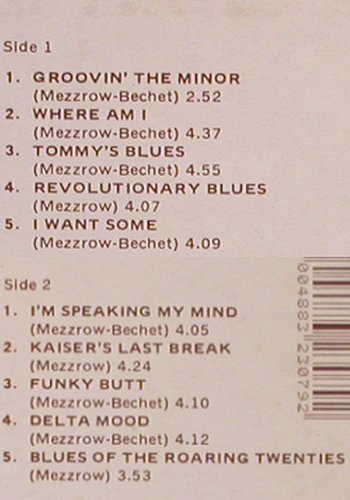 Side 1
1. GROOVIN' THE MINOR
(Mezzrow-Bechet) 2.52
2. WHERE AM I
(Mezzrow-Bechet) 4.37
3. TOMMY'S BLUES
(Mezzrow-Bechet) 4.55
4. REVOLUTIONARY BLUES
(Mezzrow) 4.07
5. I WANT SOME
(Mezzrow-Bechet) 4.09
Side 2
1. I'M SPEAKING MY MIND
(Mezzrow-Bechet) 4.05
2. KAISER'S LAST BREAK
(Mezzrow) 4.24
3. FUNKY BUTT
(Mezzrow-Bechet) 4.10
4. DELTA MOOD
(Mezzrow-Bechet) 4.12
5. BLUES OF THE ROARING TWENTIES
(Mezzrow) 3.53
004883 230792